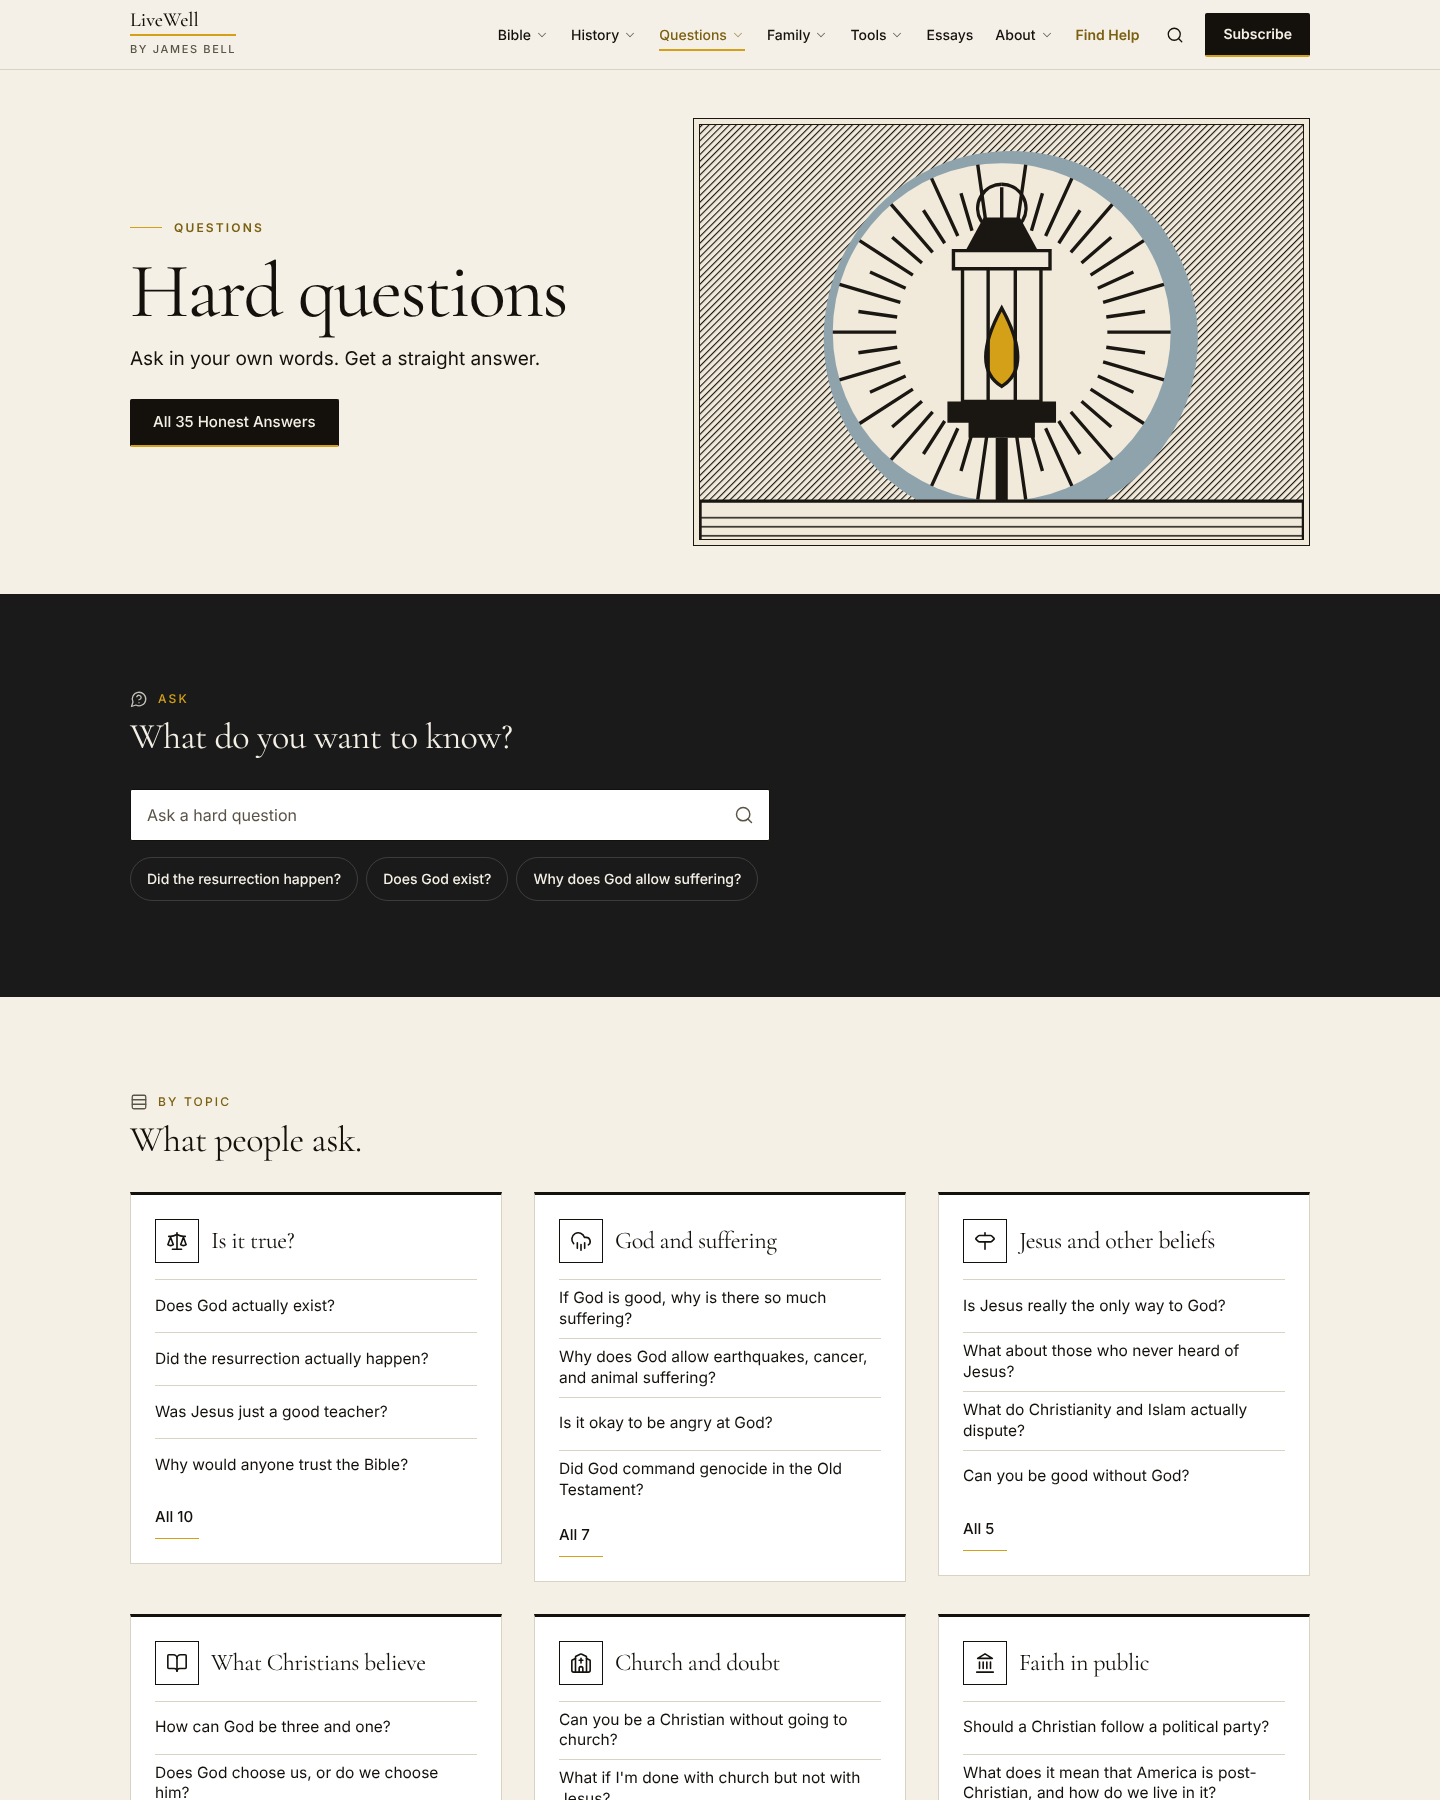 LiveWell
BY JAMES BELL
Bible
History
Questions
Family
Tools
Essays
About
Find Help
Subscribe
QUESTIONS
Hard questions
Ask in your own words. Get a straight answer.
All 35 Honest Answers
ASK
What do you want to know?
Ask a hard question
Did the resurrection happen?
Does God exist?
Why does God allow suffering?
BY TOPIC
What people ask.
Is it true?
Does God actually exist?
Did the resurrection actually happen?
Was Jesus just a good teacher?
Why would anyone trust the Bible?
All 10
God and suffering
If God is good, why is there so much
suffering?
Why does God allow earthquakes, cancer,
and animal suffering?
Is it okay to be angry at God?
Did God command genocide in the Old
Testament?
All 7
Jesus and other beliefs
Is Jesus really the only way to God?
What about those who never heard of
Jesus?
What do Christianity and Islam actually
dispute?
Can you be good without God?
All 5
What Christians believe
How can God be three and one?
Does God choose us, or do we choose
him?
Church and doubt
Can you be a Christian without going to
church?
What if I'm done with church but not with
Jesus?
Faith in public
Should a Christian follow a political party?
What does it mean that America is post-
Christian, and how do we live in it?